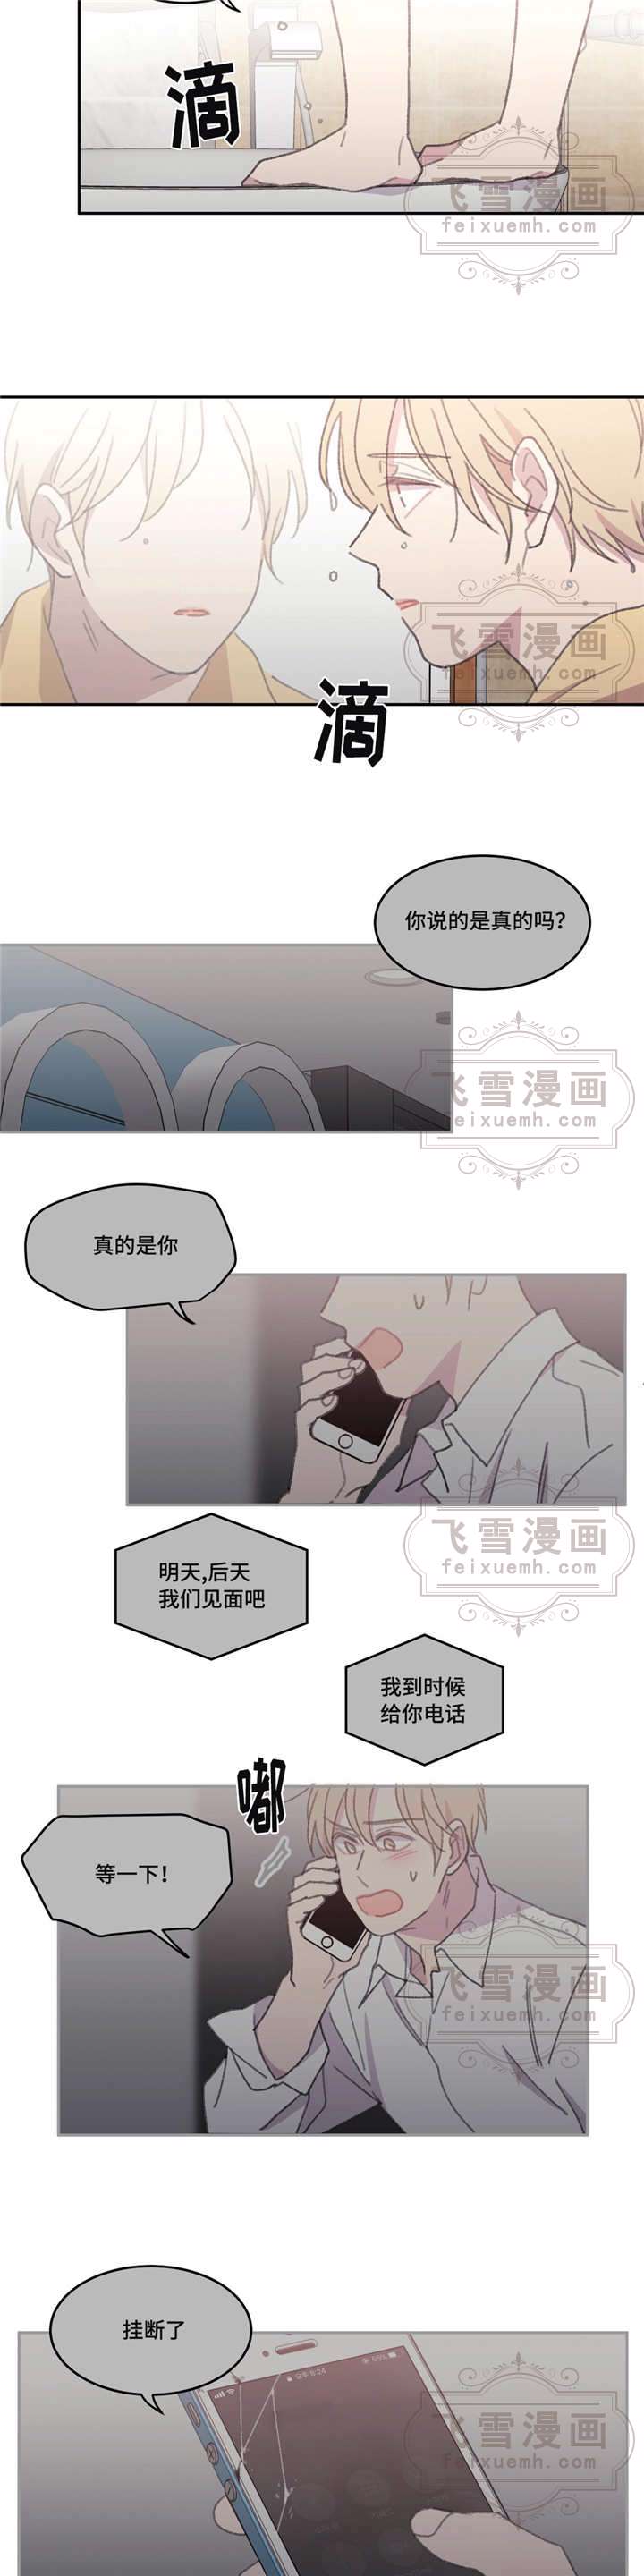 滴
飞雪漫画
feixuemh.com
飞雪漫画
feixuemh.com
滴
你说的是真的吗?
飞雪漫画
feixuemh.com
真的是你
飞雪漫画
feixuemh.com
明天,后天
我们见面吧
我到时候
给你电话
嘟
等一下!
飞雪漫画
feixuemh.com
挂断了
飞雪漫画
feixuemh.com